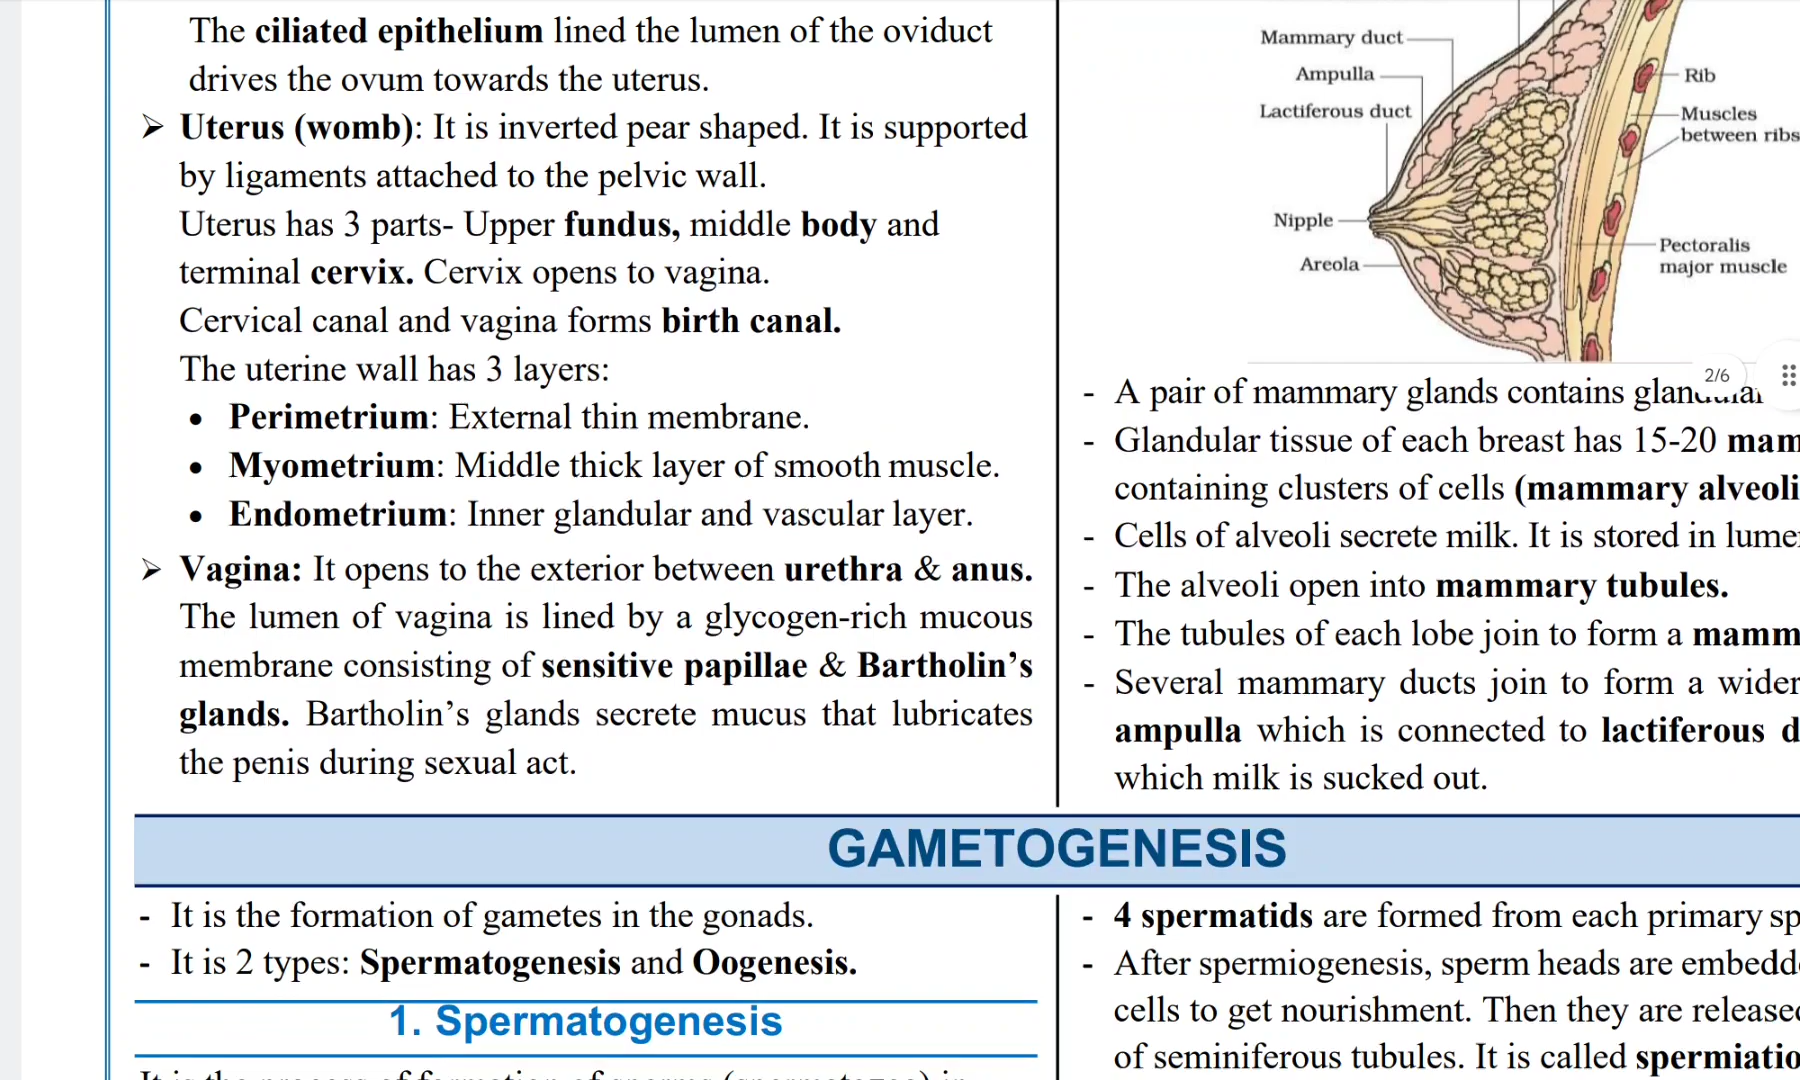 The ciliated epithelium lined the lumen of the oviduct
drives the ovum towards the uterus.
➢ Uterus (womb): It is inverted pear shaped. It is supported
by ligaments attached to the pelvic wall.
Uterus has 3 parts- Upper fundus, middle body and
terminal cervix. Cervix opens to vagina.
Cervical canal and vagina forms birth canal.
The uterine wall has 3 layers:
• Perimetrium: External thin membrane.
• Myometrium: Middle thick layer of smooth muscle.
• Endometrium: Inner glandular and vascular layer.
➢ Vagina: It opens to the exterior between urethra & anus.
The lumen of vagina is lined by a glycogen-rich mucous
membrane consisting of sensitive papillae & Bartholin's
glands. Bartholin's glands secrete mucus that lubricates
the penis during sexual act.
Mammary duct
Ampulla
Lactiferous duct
Nipple
Areola
Rib
Muscles
between ribs
Pectoralis
major muscle
2/6
- A pair of mammary glands contains
- Glandular tissue of each breast has 15-20
containing clusters of cells (mammary alveoli
- Cells of alveoli secrete milk. It is stored in
- The alveoli open into mammary tubules.
- The tubules of each lobe join to form a
- Several mammary ducts join to form a wider
ampulla which is connected to lactiferous
which milk is sucked out.
GAMETOGENESIS
- It is the formation of gametes in the gonads.
- It is 2 types: Spermatogenesis and Oogenesis.
1. Spermatogenesis
- 4 spermatids are formed from each primary
- After spermiogenesis, sperm heads are
cells to get nourishment. Then they are
of seminiferous tubules. It is called